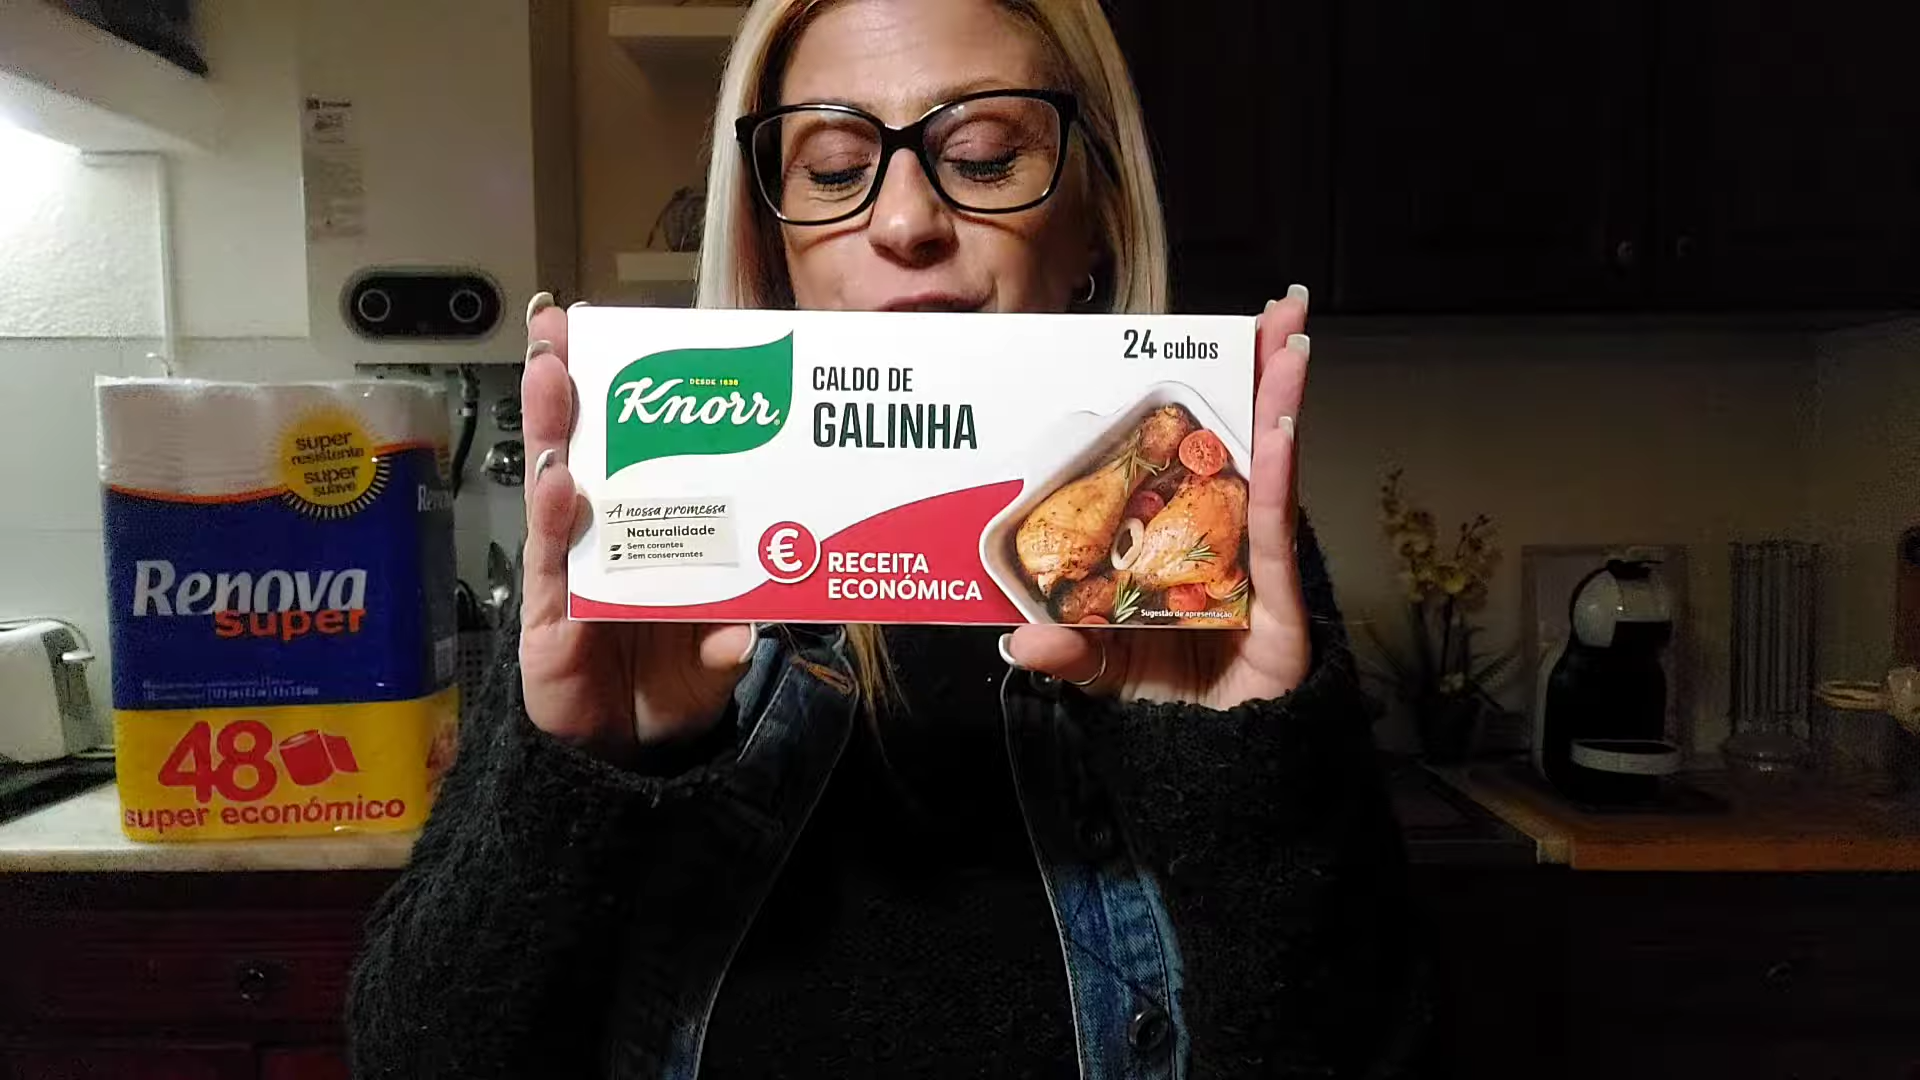 24 cubos
DESDE 1838
Knorr
CALDO DE
GALINHA
A nossa promessa
Naturalidade
Sem corantes
Sem conservantes
€
RECEITA
ECONÓMICA
Sugestão de apresentação
super
resistente
super
suave
Renova
super
48
super económico